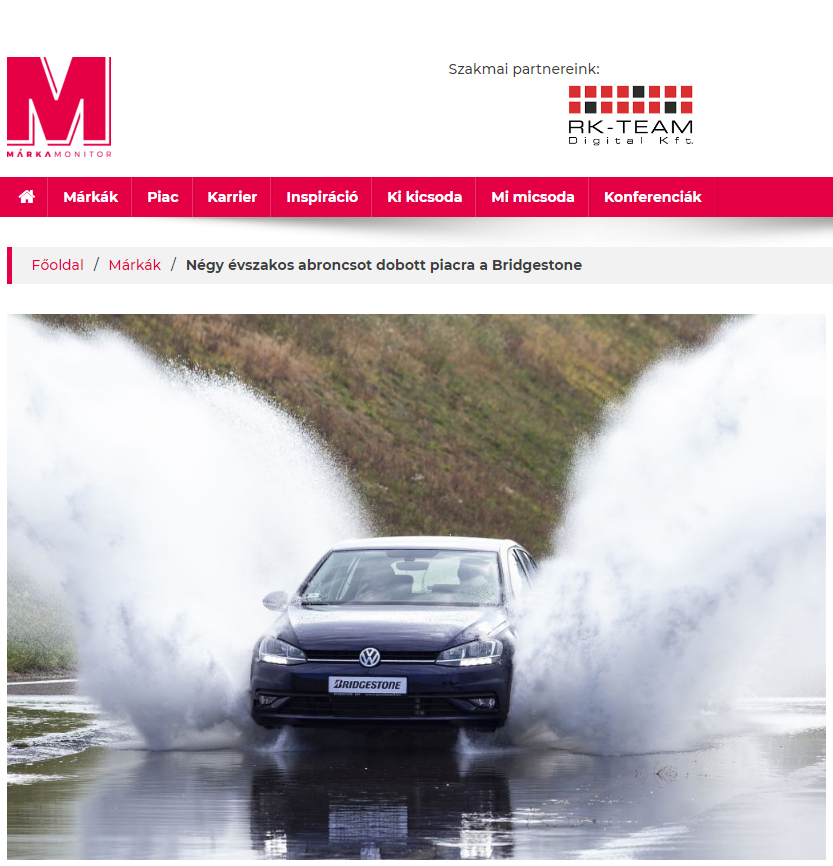 Szakmai partnereink:
RK-TEAM
Digital Kft.
M
MÁRKAMONITOR
Márkák Piac Karrier Inspiráció Ki kicsoda Mi micsoda Konferenciák
Főoldal / Márkák / Négy évszakos abroncsot dobott piacra a Bridgestone
BRIDGESTONE